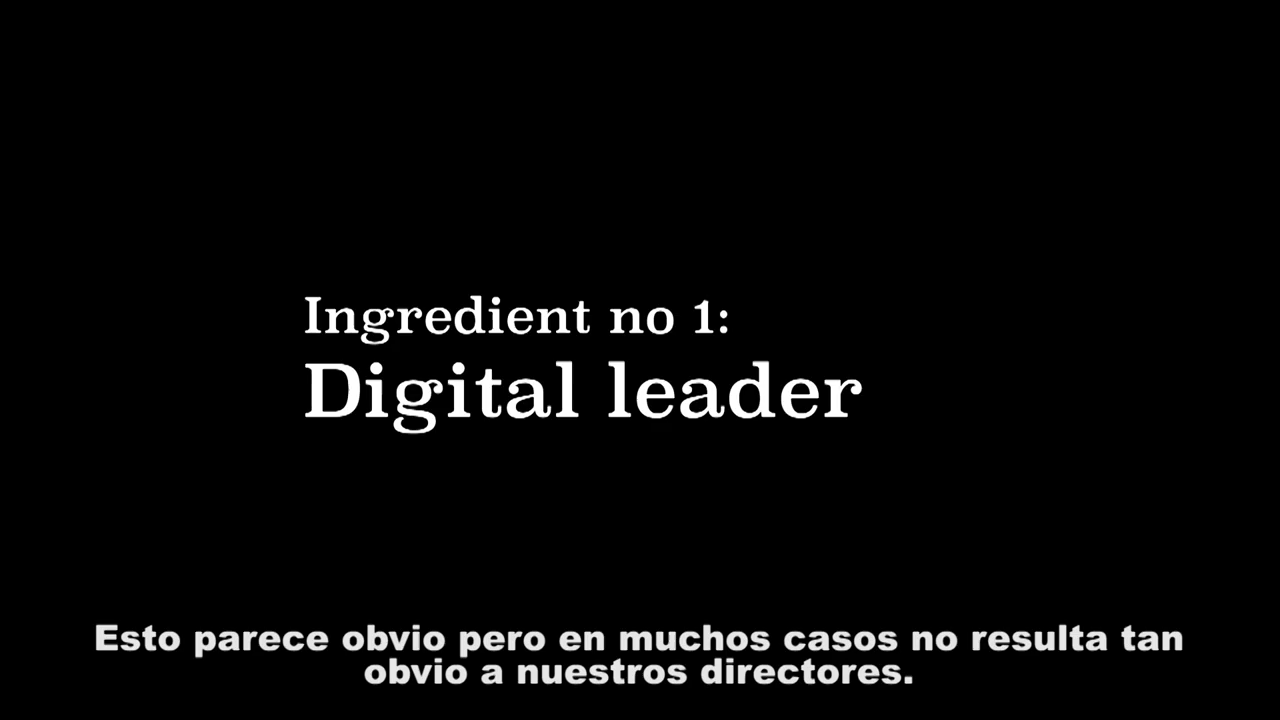 Ingredient no 1:
Digital leader
Esto parece obvio pero en muchos casos no resulta tan
obvio a nuestros directores.